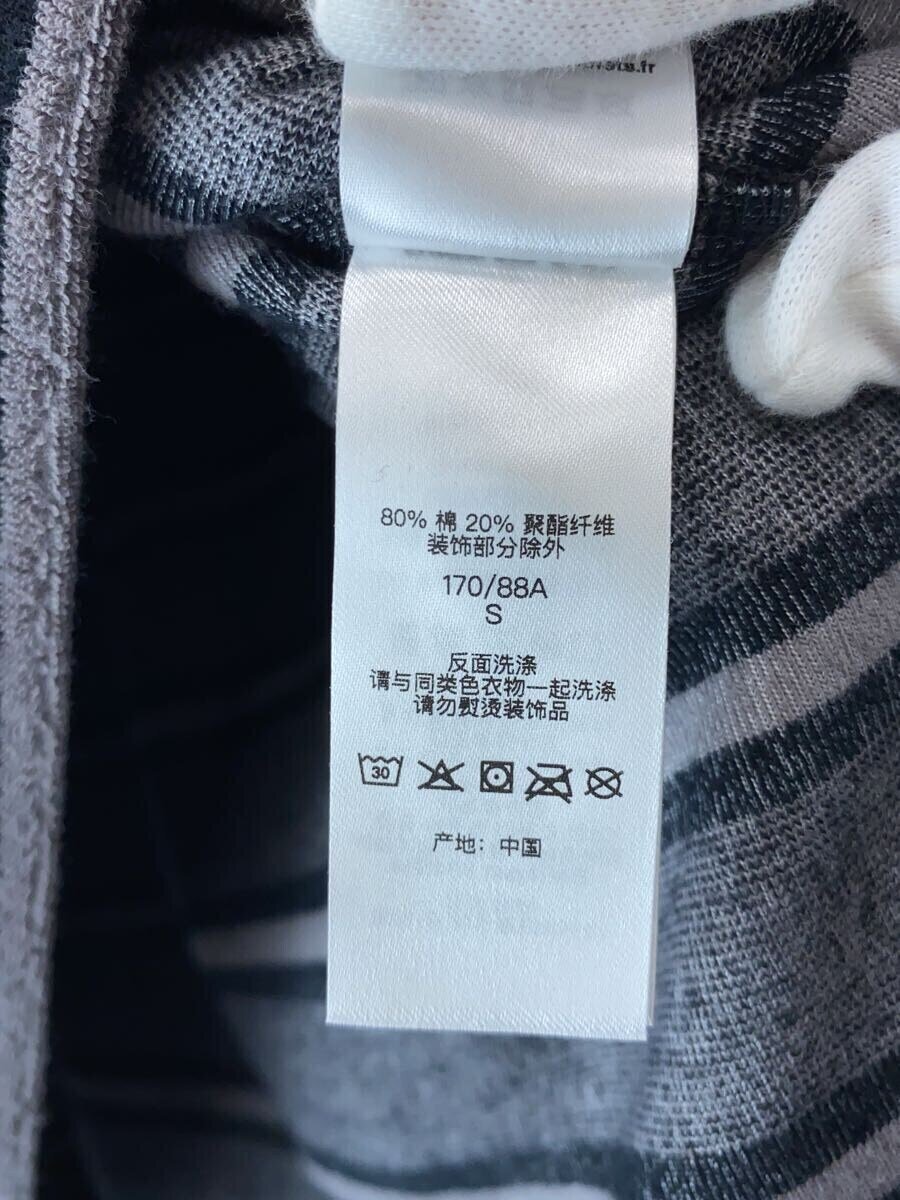 80% 棉 20% 聚酯纤维
装饰部分除外
170/88A
S
反面洗涤
请与同类色衣物一起洗涤
请勿熨烫装饰品
30
产地：中国